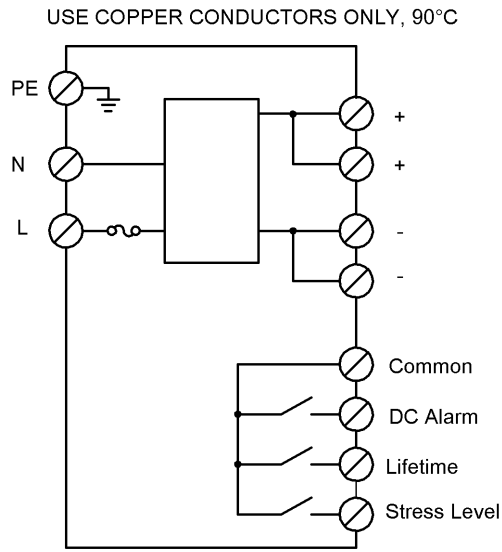 USE COPPER CONDUCTORS ONLY, 90°C
PE
+
N
+
L
-
-
Common
DC Alarm
Lifetime
Stress Level